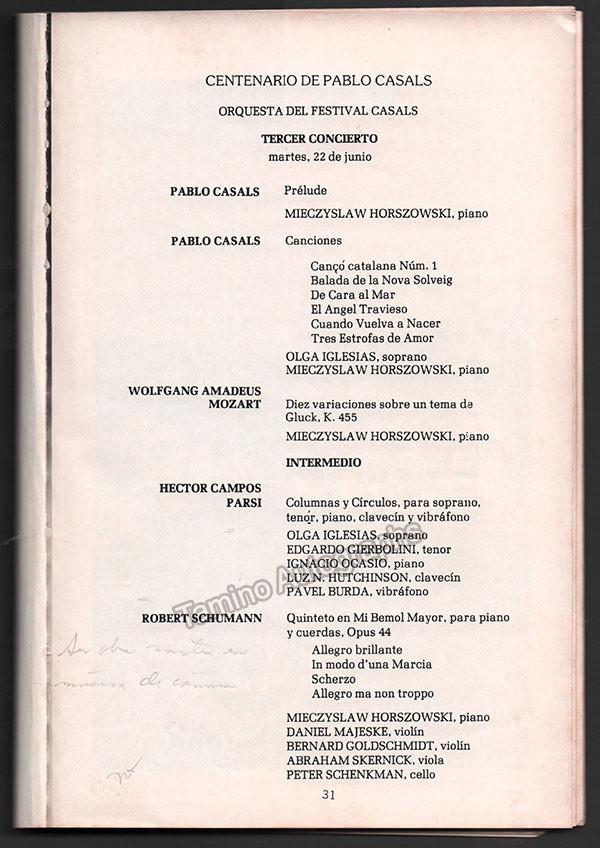 CENTENARIO DE PABLO CASALS
ORQUESTA DEL FESTIVAL CASALS
TERCER CONCIERTO
martes, 22 de junio
PABLO CASALS Prélude
MIECZYSLAW HORSZOWSKI, piano
PABLO CASALS Canciones
Cançó catalana Núm. 1
Balada de la Nova Solveig
De Cara al Mar
El Angel Travieso
Cuando Vuelva a Nacer
Tres Estrofas de Amor
OLGA IGLESIAS, soprano
MIECZYSLAW HORSZOWSKI, piano
WOLFGANG AMADEUS
MOZART Diez variaciones sobre un tema de
Gluck, K. 455
MIECZYSLAW HORSZOWSKI, piano
INTERMEDIO
HECTOR CAMPOS
PARSI Columnas y Círculos, para soprano,
tenor, piano, clavecín y vibráfono
OLGA IGLESIAS, soprano
EDGARDO GIERBOLINI, tenor
IGNACIO OCASIO, piano
LUZ N. HUTCHINSON, clavecín
PAVEL BURDA, vibráfono
Tamino Autographs
ROBERT SCHUMANN Quinteto en Mi Bemol Mayor, para piano
y cuerdas, Opus 44
Allegro brillante
In modo d'una Marcia
Scherzo
Allegro ma non troppo
obra en
de
MIECZYSLAW HORSZOWSKI, piano
DANIEL MAJESKE, violín
BERNARD GOLDSCHMIDT, violín
ABRAHAM SKERNICK, viola
PETER SCHENKMAN, cello
31